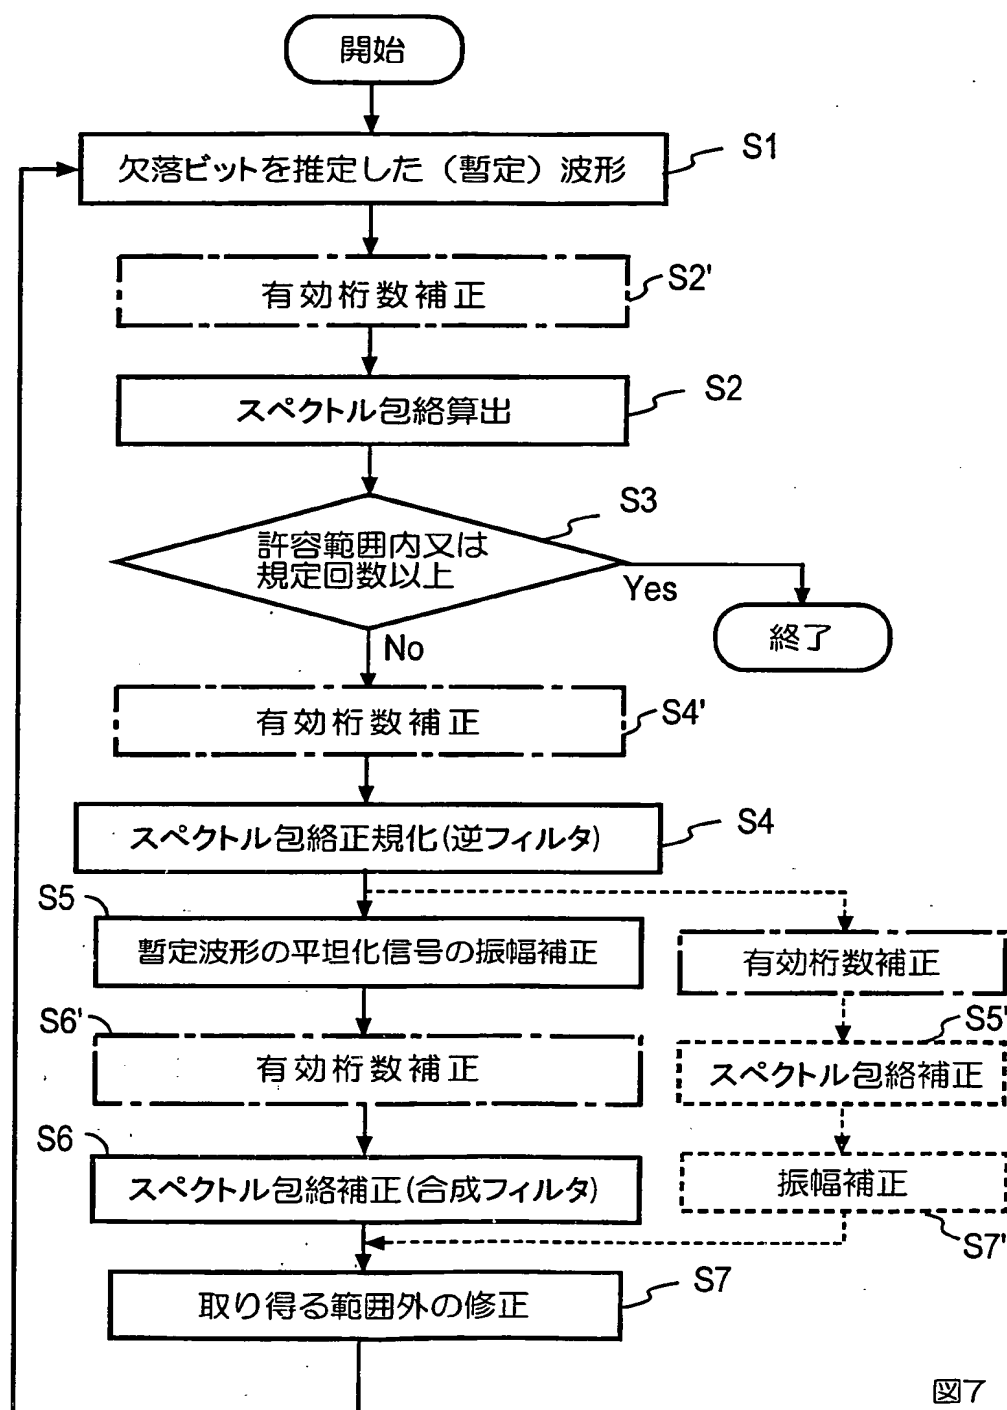 開始
欠落ビットを推定した（暫定）波形
S1
有効桁数補正
S2'
スペクトル包絡算出
S2
許容範囲内又は
規定回数以上
S3
Yes
終了
No
有効桁数補正
S4'
スペクトル包絡正規化(逆フィルタ)
S4
S5
暫定波形の平坦化信号の振幅補正
有効桁数補正
S6'
有効桁数補正
S5'
スペクトル包絡補正
S6
スペクトル包絡補正(合成フィルタ)
振幅補正
S7'
取り得る範囲外の修正
S7
図7